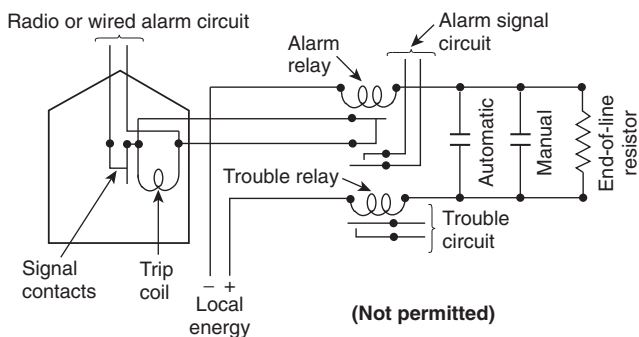 Radio or wired alarm circuit
Alarm signal
circuit
Alarm
relay
Automatic
Manual
End-of-line
resistor
Trouble relay
Trouble
circuit
Signal
contacts
Trip
coil
– +
Local
energy
(Not permitted)